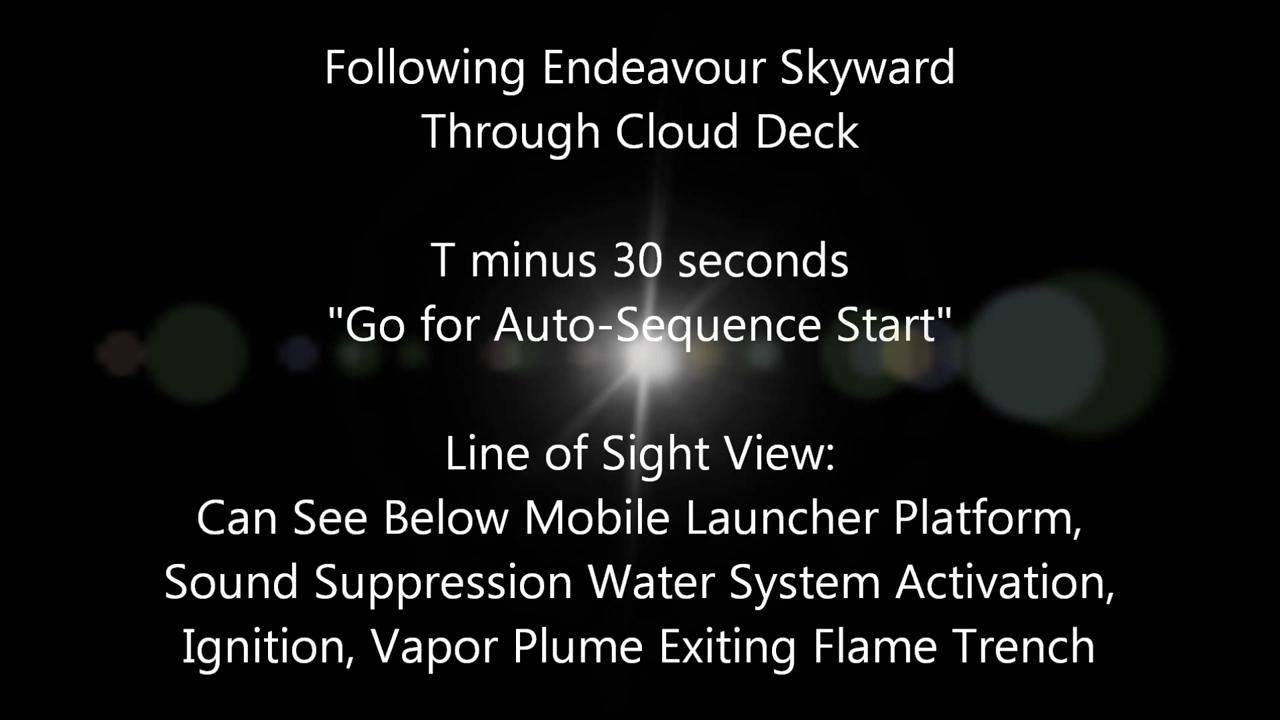 Following Endeavour Skyward
Through Cloud Deck
T minus 30 seconds
"Go for Auto-Sequence Start"
Line of Sight View:
Can See Below Mobile Launcher Platform,
Sound Suppression Water System Activation,
Ignition, Vapor Plume Exiting Flame Trench